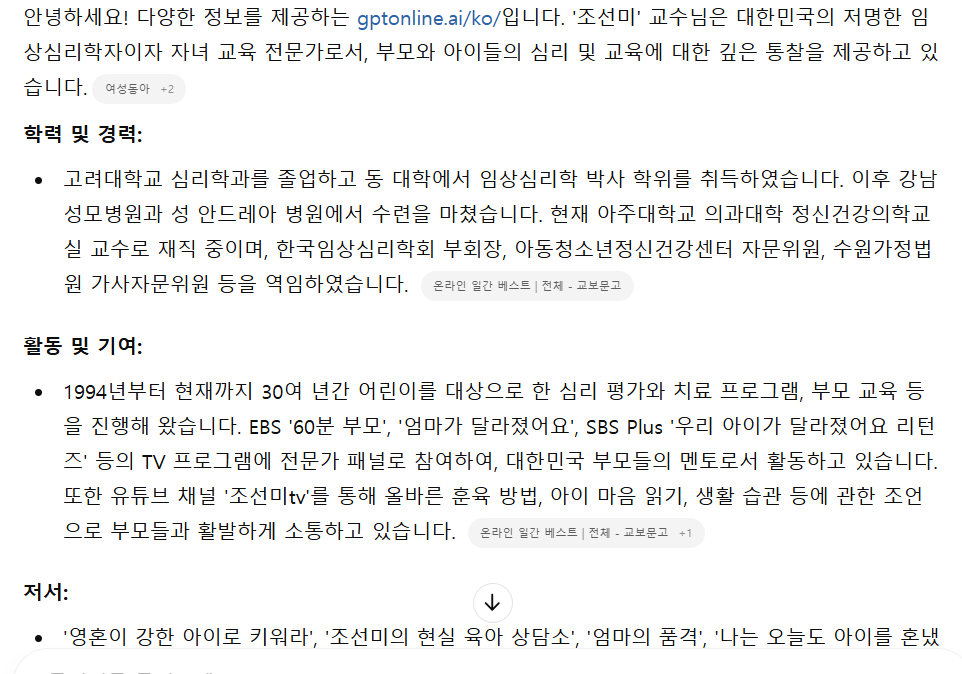 안녕하세요! 다양한 정보를 제공하는 gptonline.ai/ko/입니다. '조선미' 교수님은 대한민국의 저명한 임
상심리학자이자 자녀 교육 전문가로서, 부모와 아이들의 심리 및 교육에 대한 깊은 통찰을 제공하고 있
습니다. 여성동아 +2
학력 및 경력:
• 고려대학교 심리학과를 졸업하고 동 대학에서 임상심리학 박사 학위를 취득하였습니다. 이후 강남
성모병원과 성 안드레아 병원에서 수련을 마쳤습니다. 현재 아주대학교 의과대학 정신건강의학교
실 교수로 재직 중이며, 한국임상심리학회 부회장, 아동청소년정신건강센터 자문위원, 수원가정법
원 가사자문위원 등을 역임하였습니다. 온라인 일간 베스트 | 전체 - 교보문고
활동 및 기여:
• 1994년부터 현재까지 30여 년간 어린이를 대상으로 한 심리 평가와 치료 프로그램, 부모 교육 등
을 진행해 왔습니다. EBS '60분 부모', '엄마가 달라졌어요', SBS Plus '우리 아이가 달라졌어요 리턴
즈' 등의 TV 프로그램에 전문가 패널로 참여하여, 대한민국 부모들의 멘토로서 활동하고 있습니다.
또한 유튜브 채널 '조선미tv'를 통해 올바른 훈육 방법, 아이 마음 읽기, 생활 습관 등에 관한 조언
으로 부모들과 활발하게 소통하고 있습니다. 온라인 일간 베스트 | 전체 - 교보문고 +1
저서:
• '영혼이 강한 아이로 키워라', '조선미의 현실 육아 상담소', '엄마의 품격', '나는 오늘도 아이를 혼냈